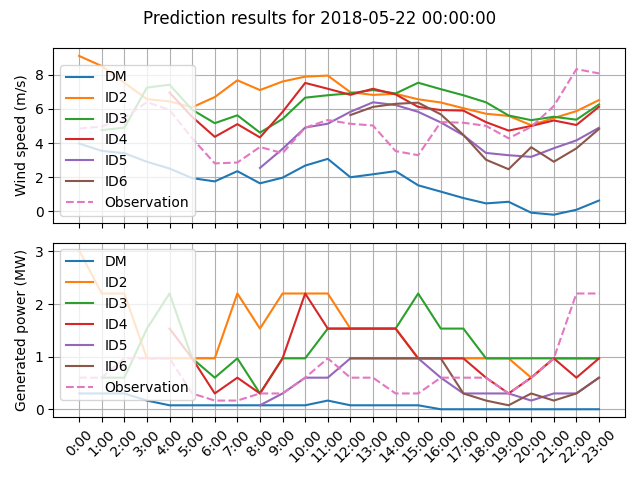 Prediction results for 2018-05-22 00:00:00
Wind speed (m/s)
8
6
4
2
0
DM
ID2
ID3
ID4
ID5
ID6
Observation
Generated power (MW)
3
2
1
0
DM
ID2
ID3
ID4
ID5
ID6
Observation
0:00 1:00 2:00 3:00 4:00 5:00 6:00 7:00 8:00 9:00 10:00 11:00 12:00 13:00 14:00 15:00 16:00 17:00 18:00 19:00 20:00 21:00 22:00 23:00